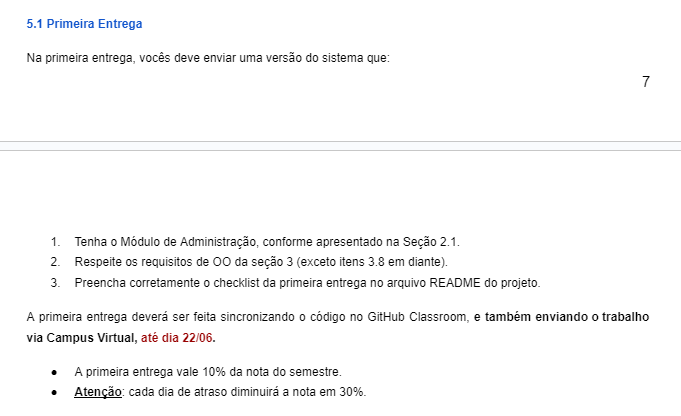 5.1 Primeira Entrega
Na primeira entrega, vocês deve enviar uma versão do sistema que:
7
1. Tenha o Módulo de Administração, conforme apresentado na Seção 2.1.
2. Respeite os requisitos de OO da seção 3 (exceto itens 3.8 em diante).
3. Preencha corretamente o checklist da primeira entrega no arquivo README do projeto.
A primeira entrega deverá ser feita sincronizando o código no GitHub Classroom, e também enviando o trabalho
via Campus Virtual, até dia 22/06.
● A primeira entrega vale 10% da nota do semestre.
● Atenção: cada dia de atraso diminuirá a nota em 30%.